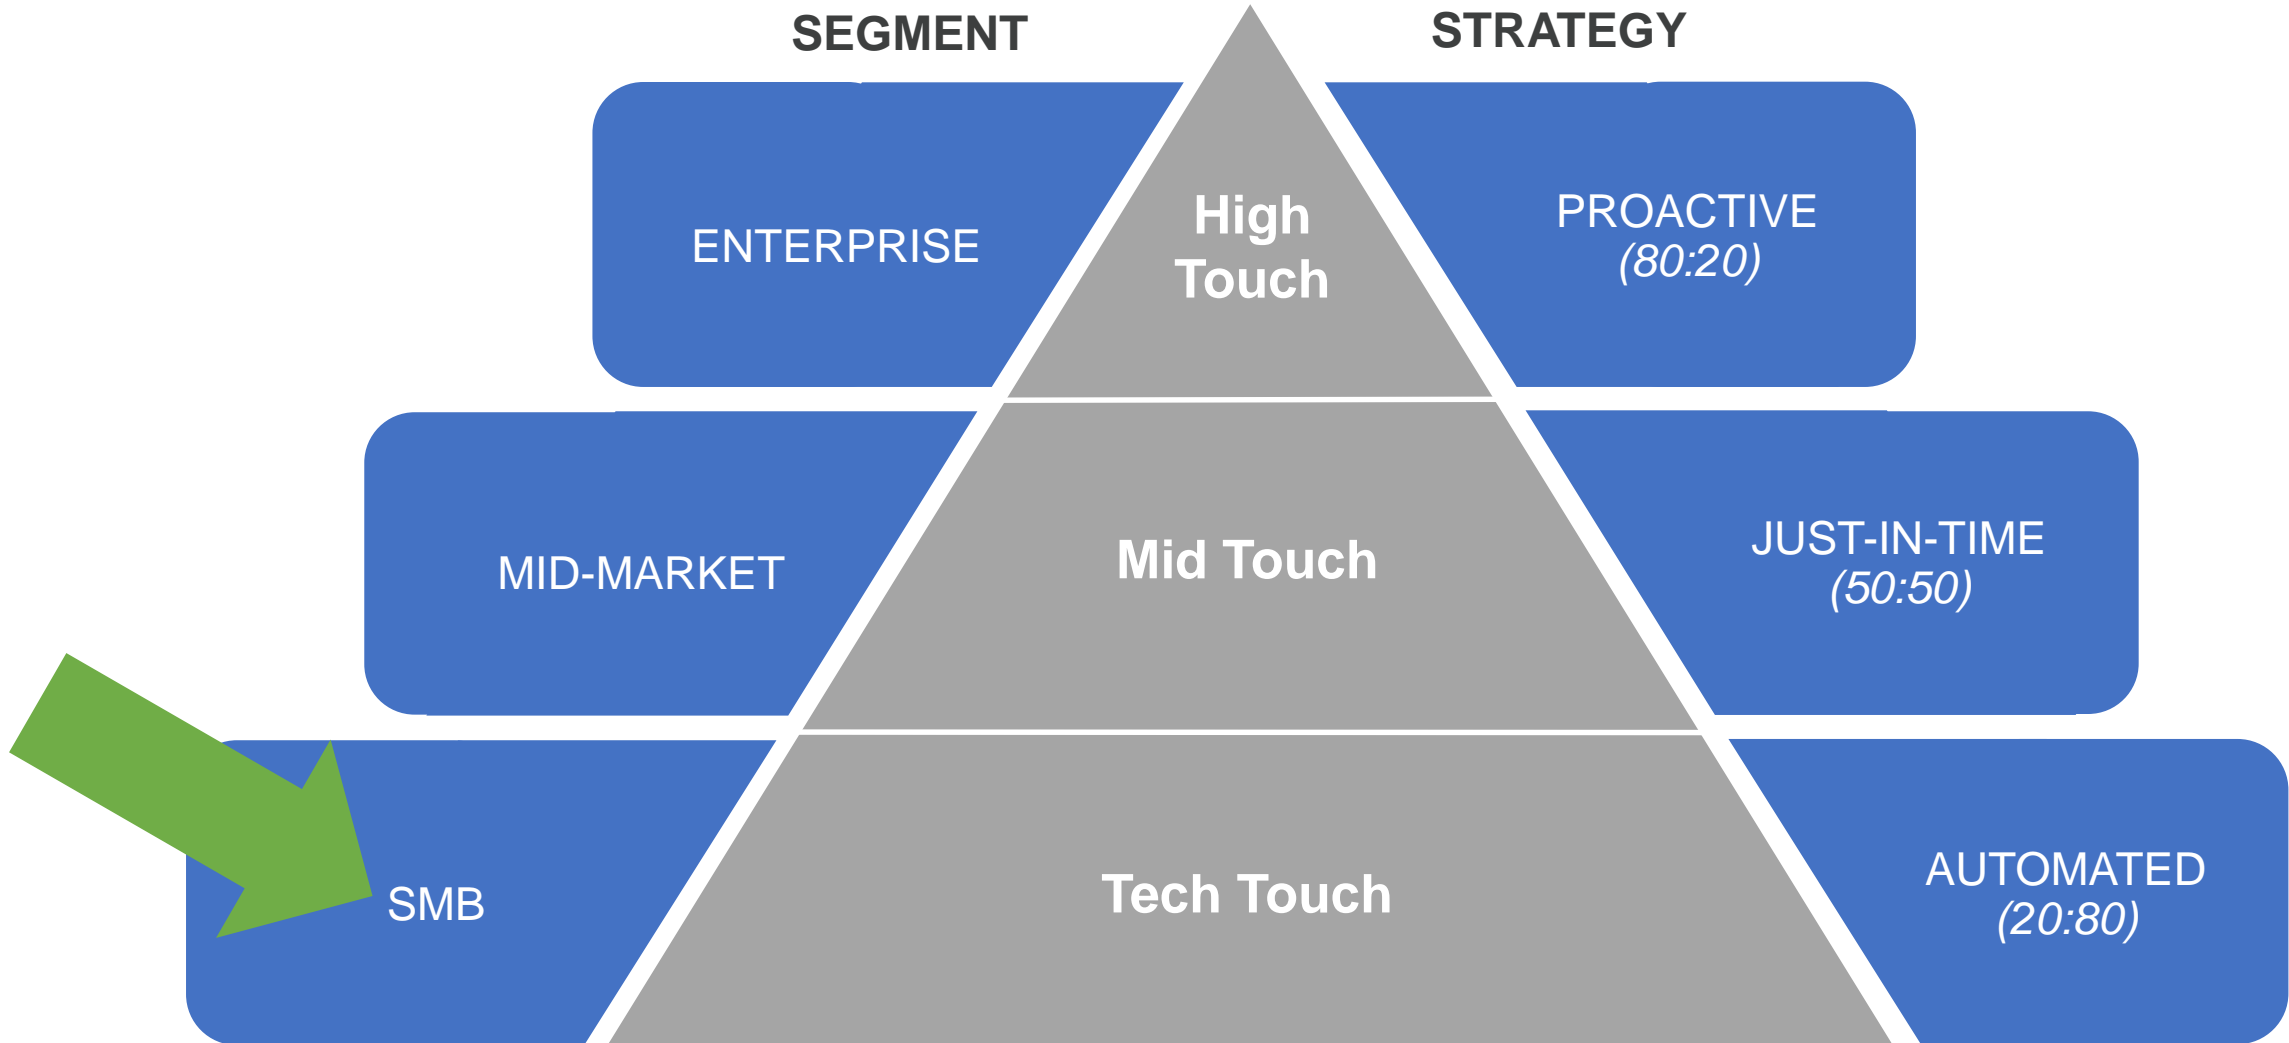 SEGMENT
STRATEGY
ENTERPRISE
High
Touch
PROACTIVE
(80:20)
MID-MARKET
Mid Touch
JUST-IN-TIME
(50:50)
SMB
Tech Touch
AUTOMATED
(20:80)